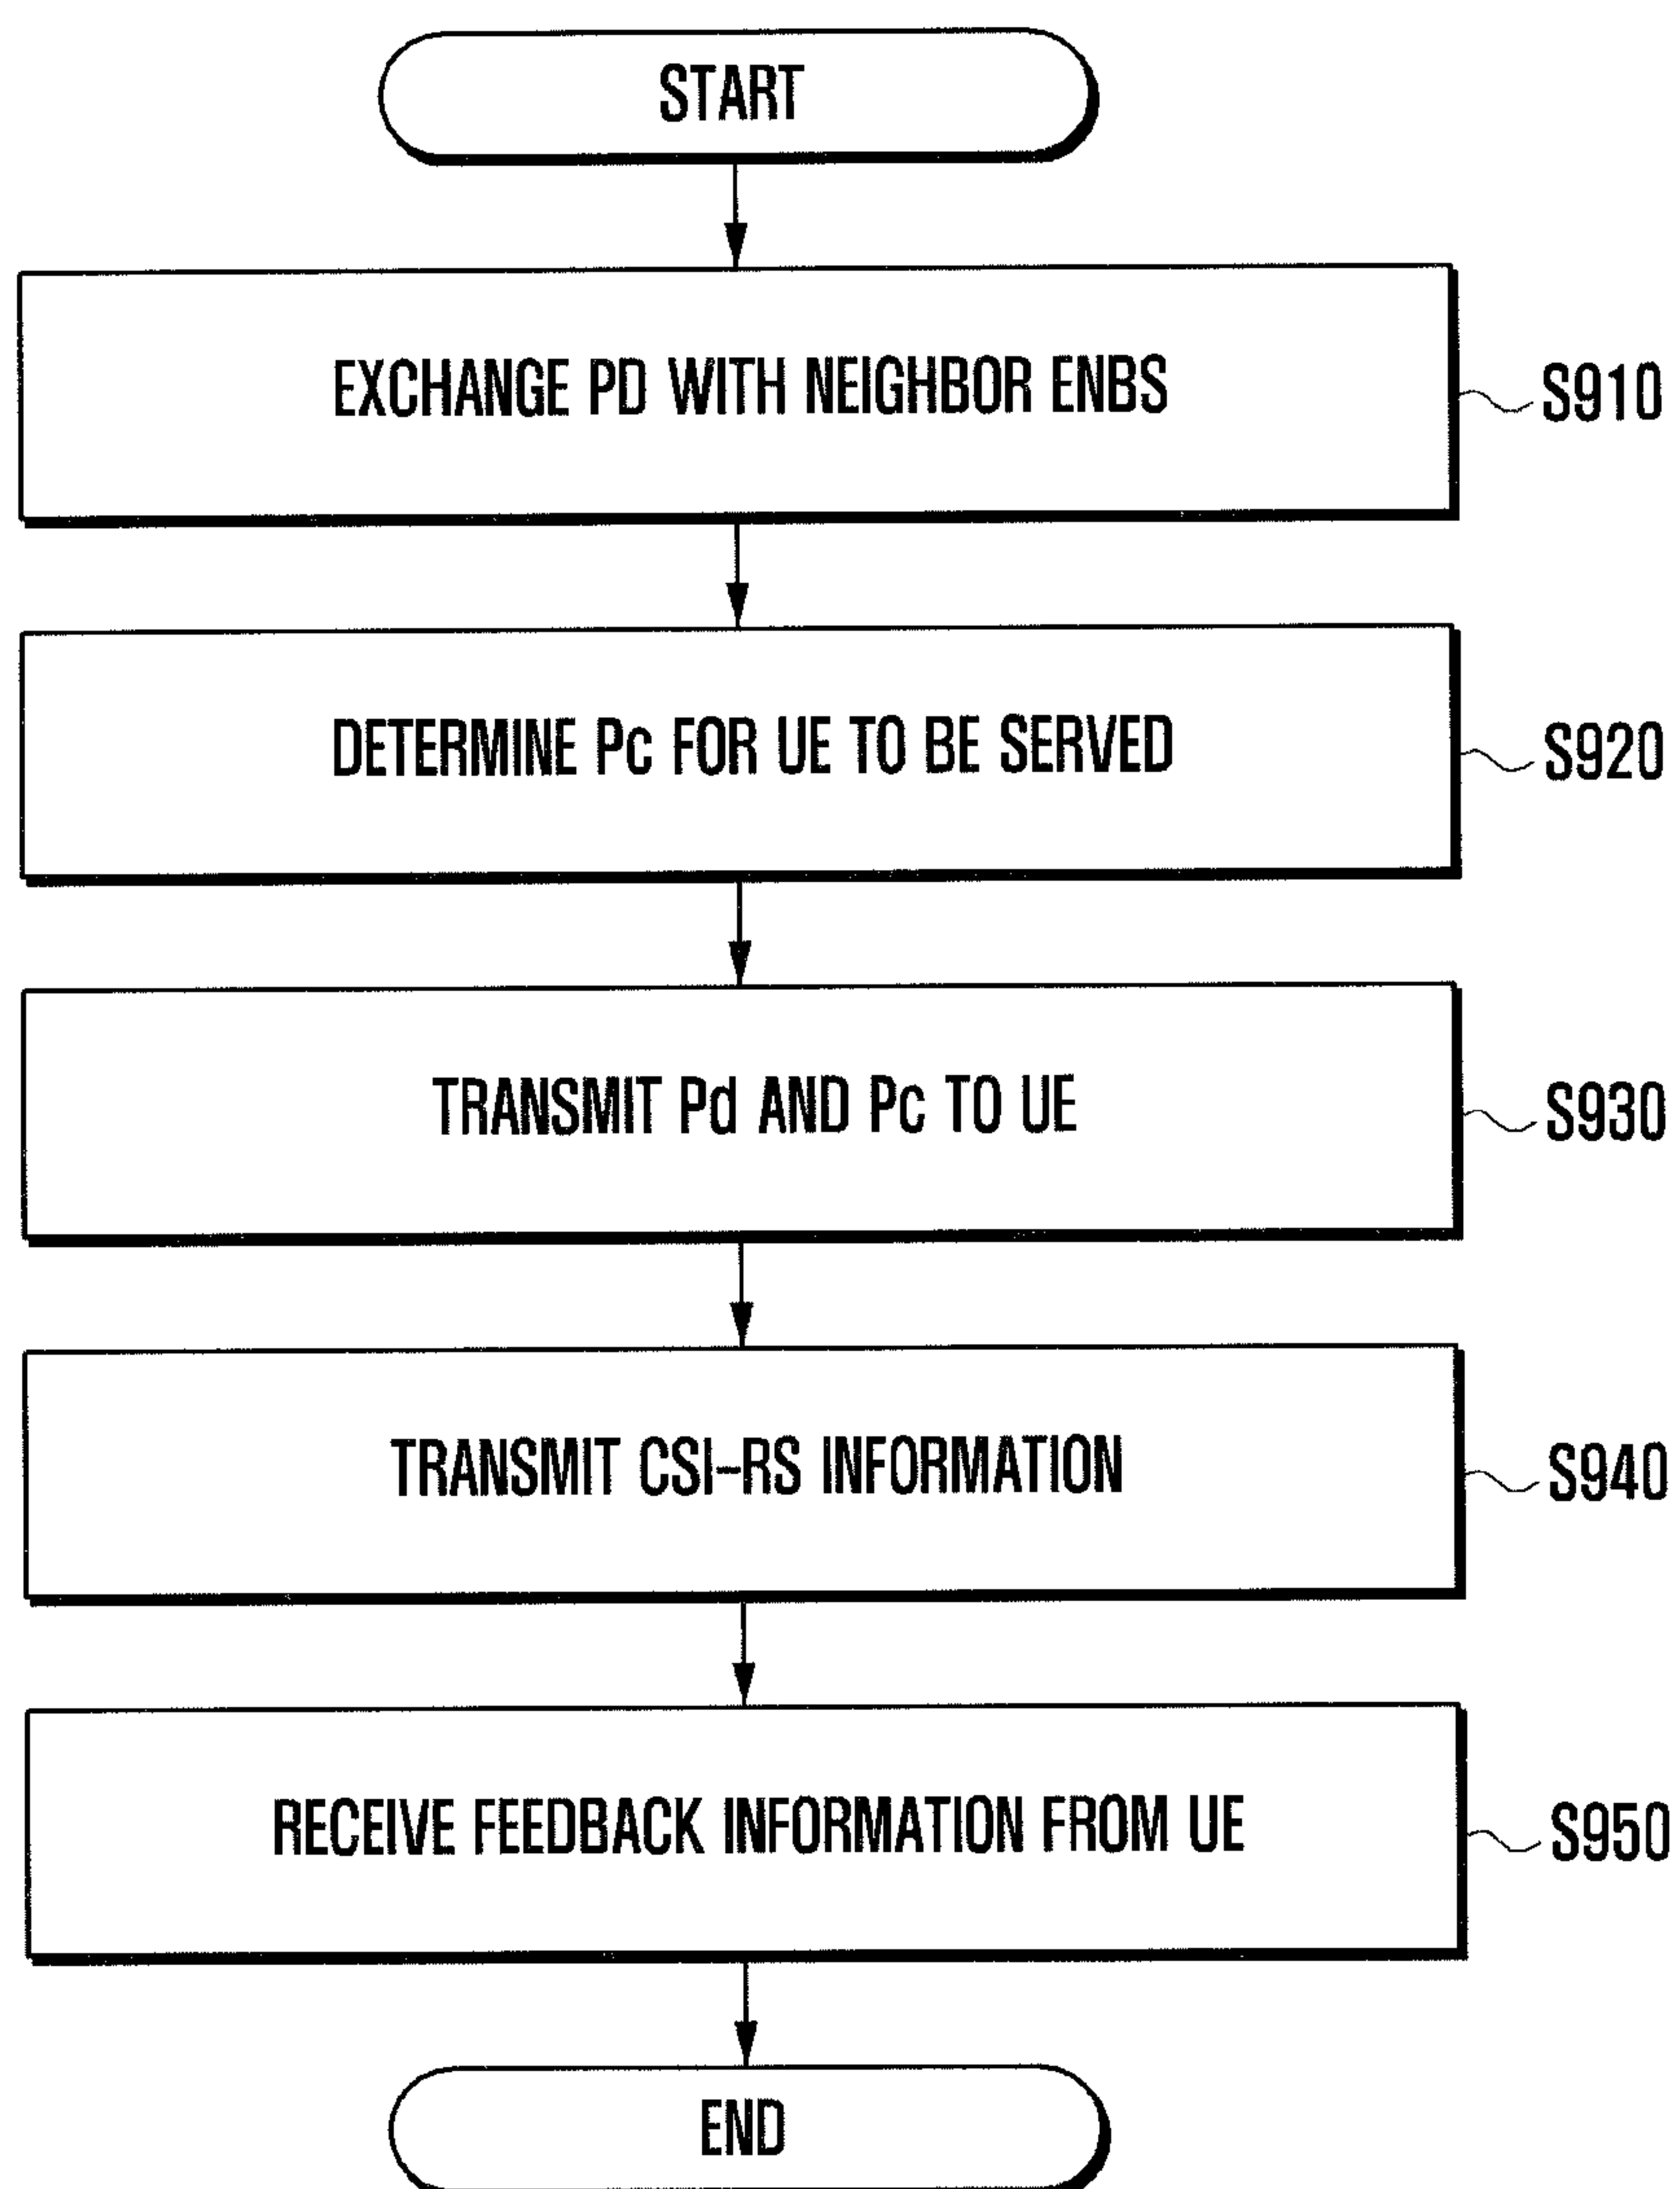 START
EXCHANGE PD WITH NEIGHBOR ENBS
S910
DETERMINE Pc FOR UE TO BE SERVED
S920
TRANSMIT Pd AND Pc TO UE
S930
TRANSMIT CSI-RS INFORMATION
S940
RECEIVE FEEDBACK INFORMATION FROM UE
S950
END